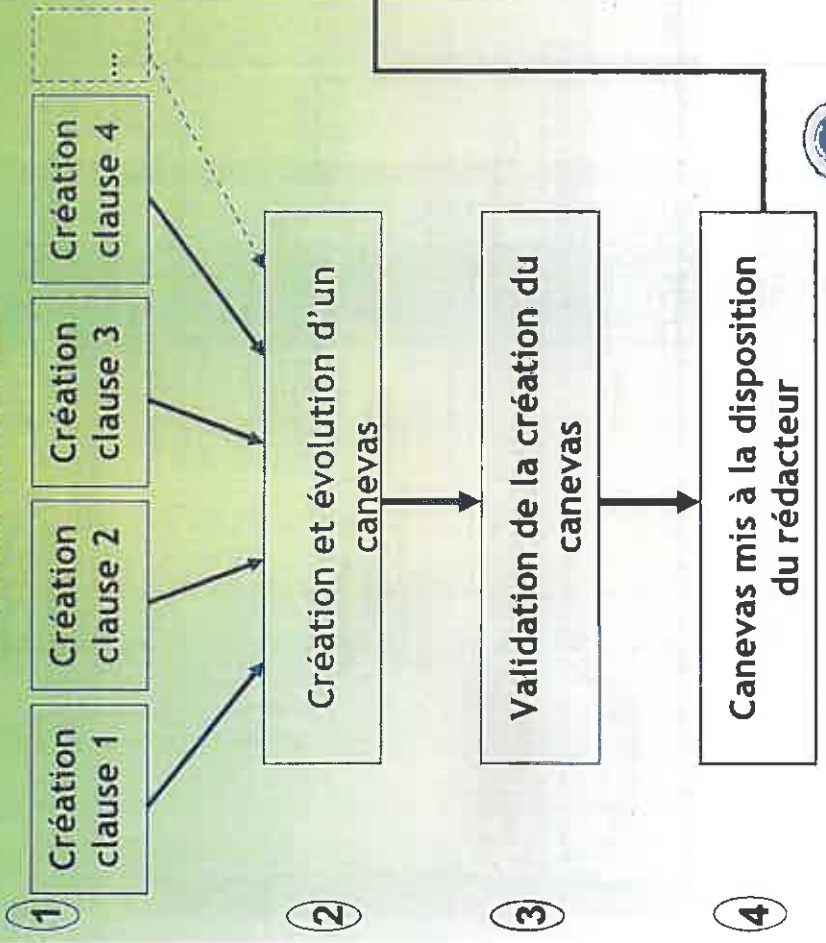 1
Création
clause 1
Création
clause 2
Création
clause 3
Création
clause 4
....
2
Création et évolution d'un
canevas
3
Validation de la création du
canevas
4
Canevas mis à la disposition
du rédacteur